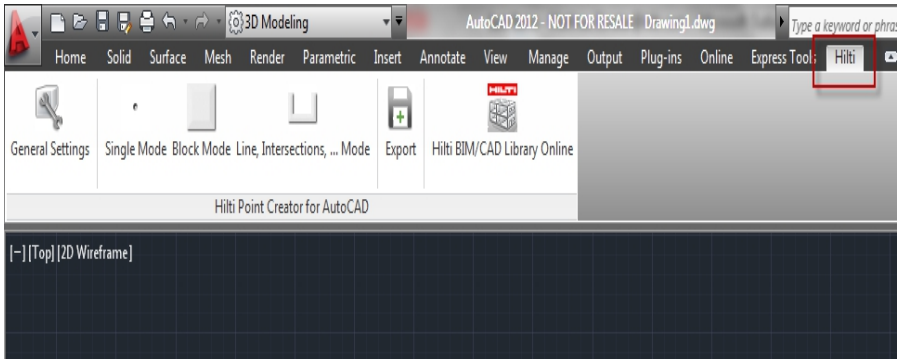 3D Modeling AutoCAD 2012 - NOT FOR RESALE Drawing1.dwg Type a keyword or phras
Home Solid Surface Mesh Render Parametric Insert Annotate View Manage Output Plug-ins Online Express Tools Hilti
HILTI
General Settings Single Mode Block Mode Line, Intersections, ... Mode Export Hilti BIM/CAD Library Online
Hilti Point Creator for AutoCAD
[−] [Top] [2D Wireframe]